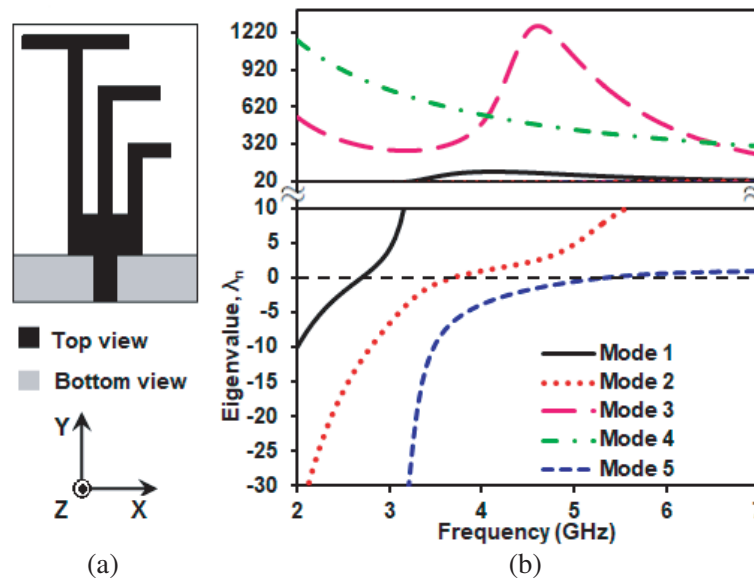 Top view
Bottom view
Y
Z
X
(a)
1220
920
620
320
20
10
5
0
-5
-10
-15
-20
-25
-30
Eigenvalue, λn
Mode 1
Mode 2
Mode 3
Mode 4
Mode 5
2
3
4
5
6
7
Frequency (GHz)
(b)